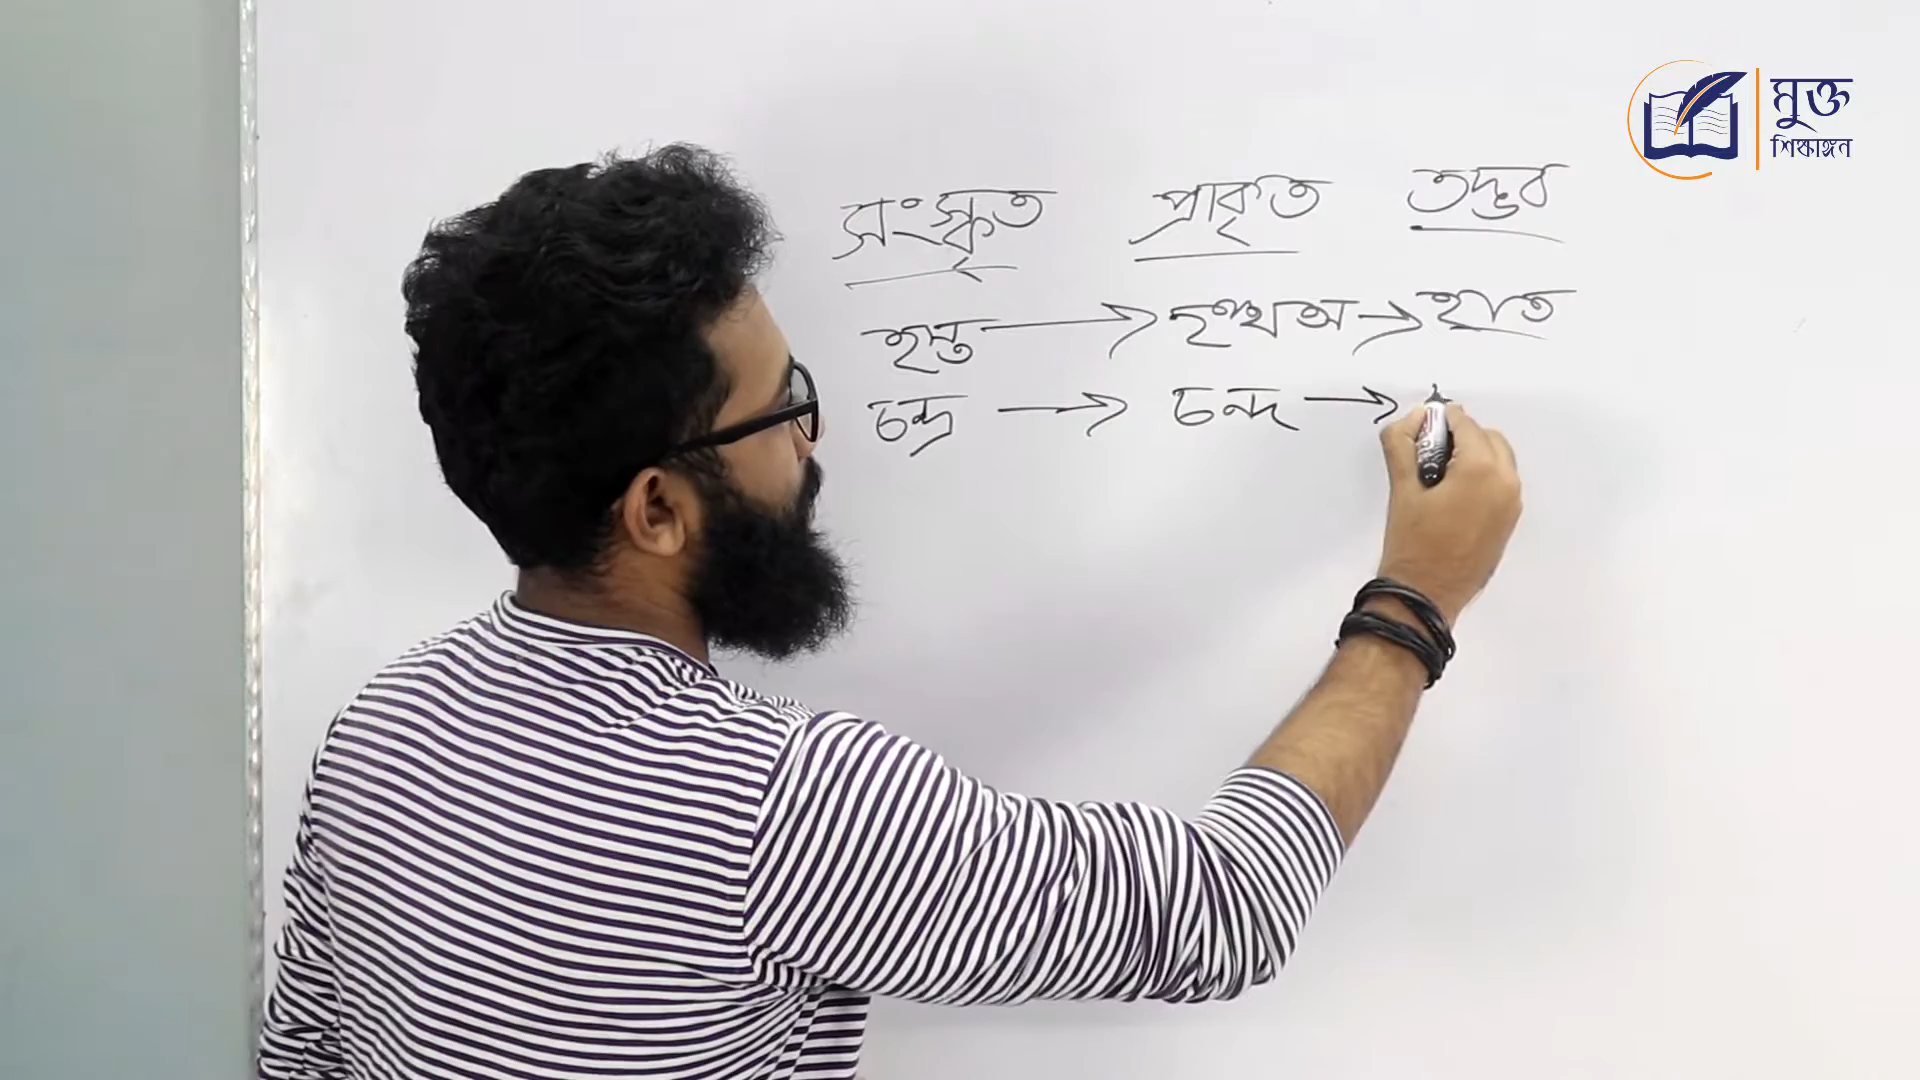 মুক্ত
শিক্ষাঙ্গন
সংস্কৃত প্রাকৃত তদ্ভব
হস্ত → হত্থঅ → হাত
চন্দ্র → চন্দ →